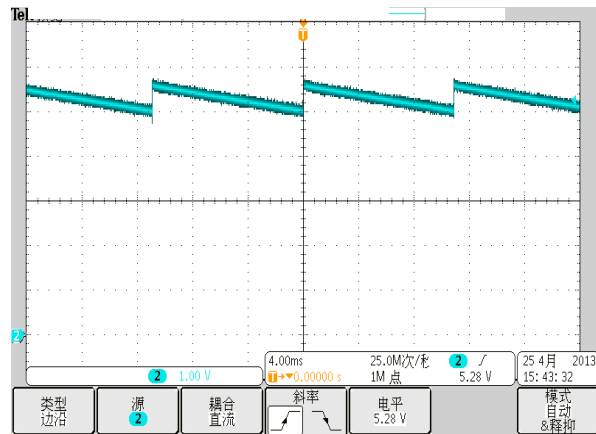 Tel
T
2
2 1.00 V
4.00ms 25.0M次/秒 2
T→▼0.00000 s 1M 点 5.28 V
25 4月 2013
15:43:32
类型
边沿
源
2
耦合
直流
斜率
电平
5.28 V
模式
自动
&释抑